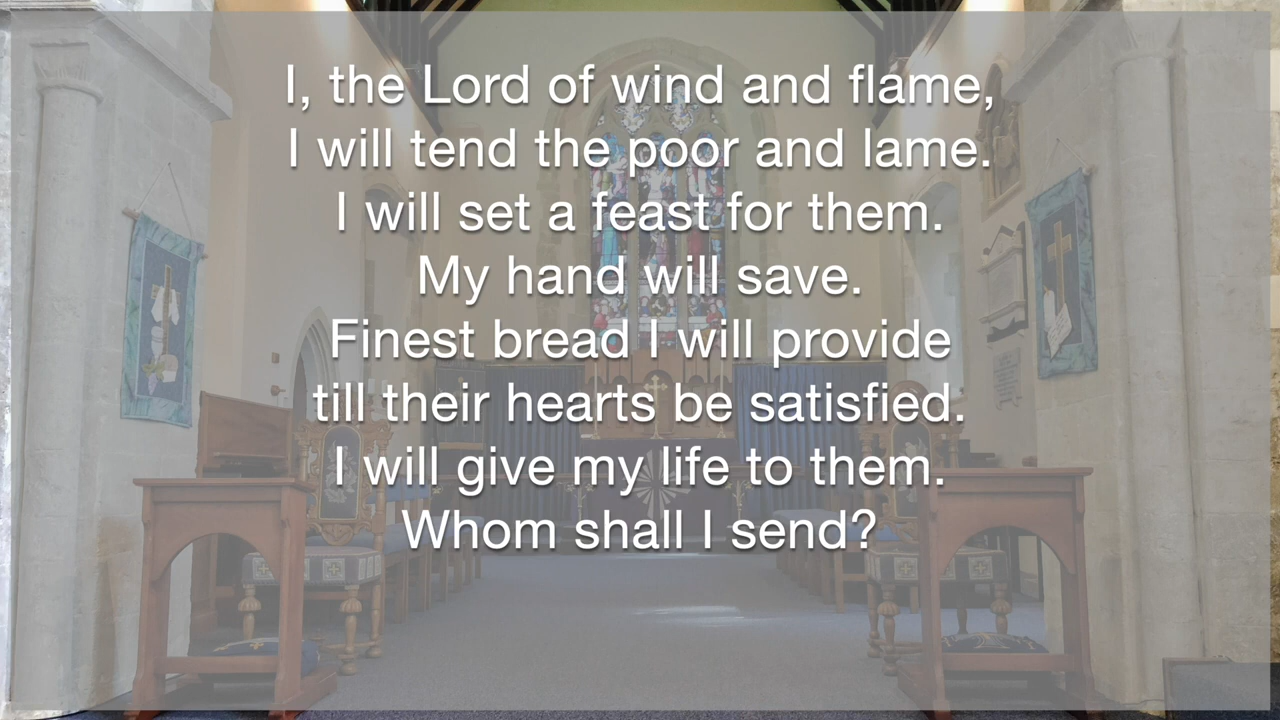 I, the Lord of wind and flame,
I will tend the poor and lame.
I will set a feast for them.
My hand will save.
Finest bread I will provide
till their hearts be satisfied.
I will give my life to them.
Whom shall I send?